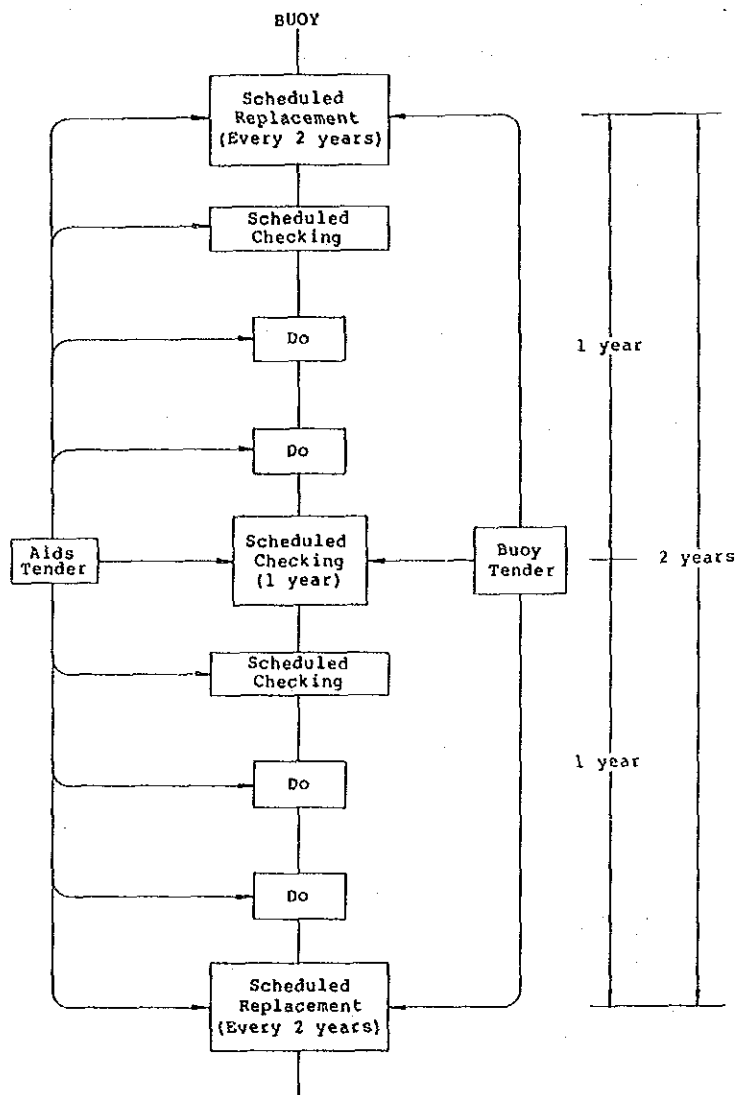 BUOY
Scheduled
Replacement
(Every 2 years)
Scheduled
Checking
Do
1 year
Do
Aids
Tender
Scheduled
Checking
(1 year)
Buoy
Tender
2 years
Scheduled
Checking
Do
1 year
Do
Scheduled
Replacement
(Every 2 years)